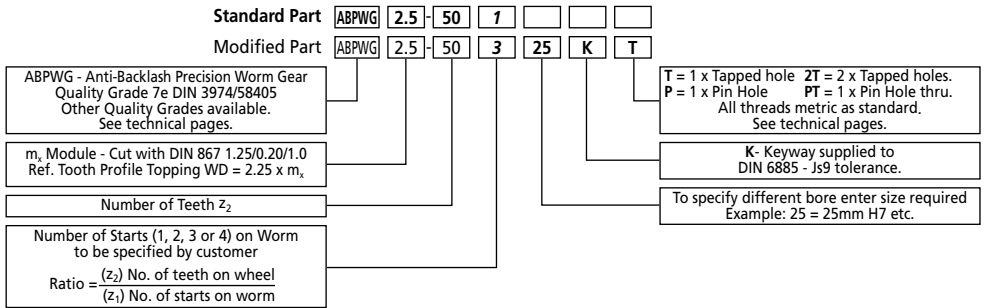 Standard Part ABPWG 2.5 - 50 1
Modified Part ABPWG 2.5 - 50 3 25 K T
ABPWG - Anti-Backlash Precision Worm Gear
Quality Grade 7e DIN 3974/58405
Other Quality Grades available.
See technical pages.
mx Module - Cut with DIN 867 1.25/0.20/1.0
Ref. Tooth Profile Topping WD = 2.25 x mx
Number of Teeth z2
Number of Starts (1, 2, 3 or 4) on Worm
to be specified by customer
Ratio = (z2) No. of teeth on wheel
(z1) No. of starts on worm
T = 1 x Tapped hole 2T = 2 x Tapped holes.
P = 1 x Pin Hole PT = 1 x Pin Hole thru.
All threads metric as standard.
See technical pages.
K- Keyway supplied to
DIN 6885 - Js9 tolerance.
To specify different bore enter size required
Example: 25 = 25mm H7 etc.